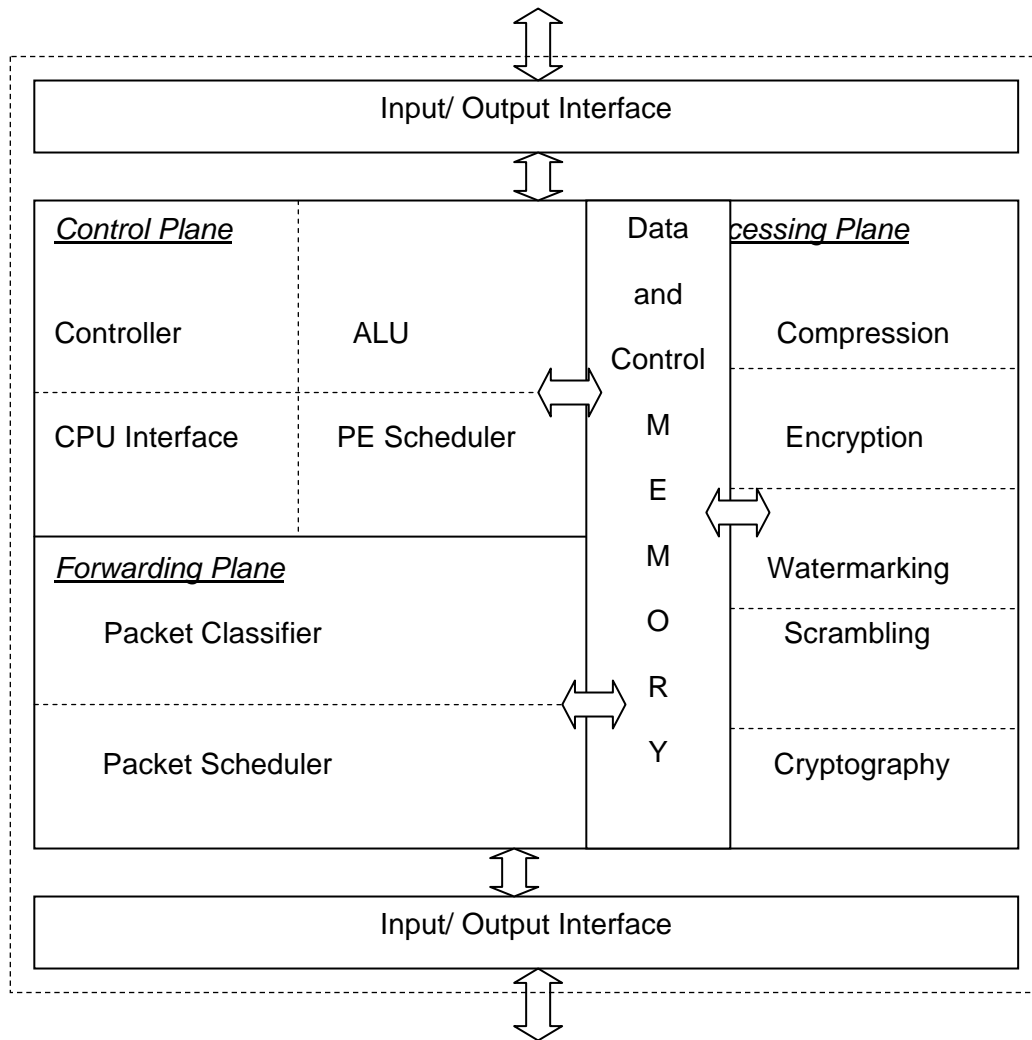 Input/ Output Interface
Control Plane
Controller
ALU
CPU Interface
PE Scheduler
Forwarding Plane
Packet Classifier
Packet Scheduler
Data
and
Control
M
E
M
O
R
Y
cessing Plane
Compression
Encryption
Watermarking
Scrambling
Cryptography
Input/ Output Interface